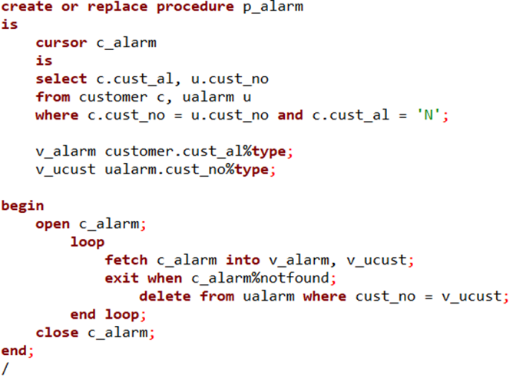 create or replace procedure p_alarm
is
cursor c_alarm
is
select c.cust_al, u.cust_no
from customer c, ualarm u
where c.cust_no = u.cust_no and c.cust_al = 'N';
v_alarm customer.cust_al%type;
v_ucust ualarm.cust_no%type;
begin
open c_alarm;
loop
fetch c_alarm into v_alarm, v_ucust;
exit when c_alarm%notfound;
delete from ualarm where cust_no = v_ucust;
end loop;
close c_alarm;
end;
/